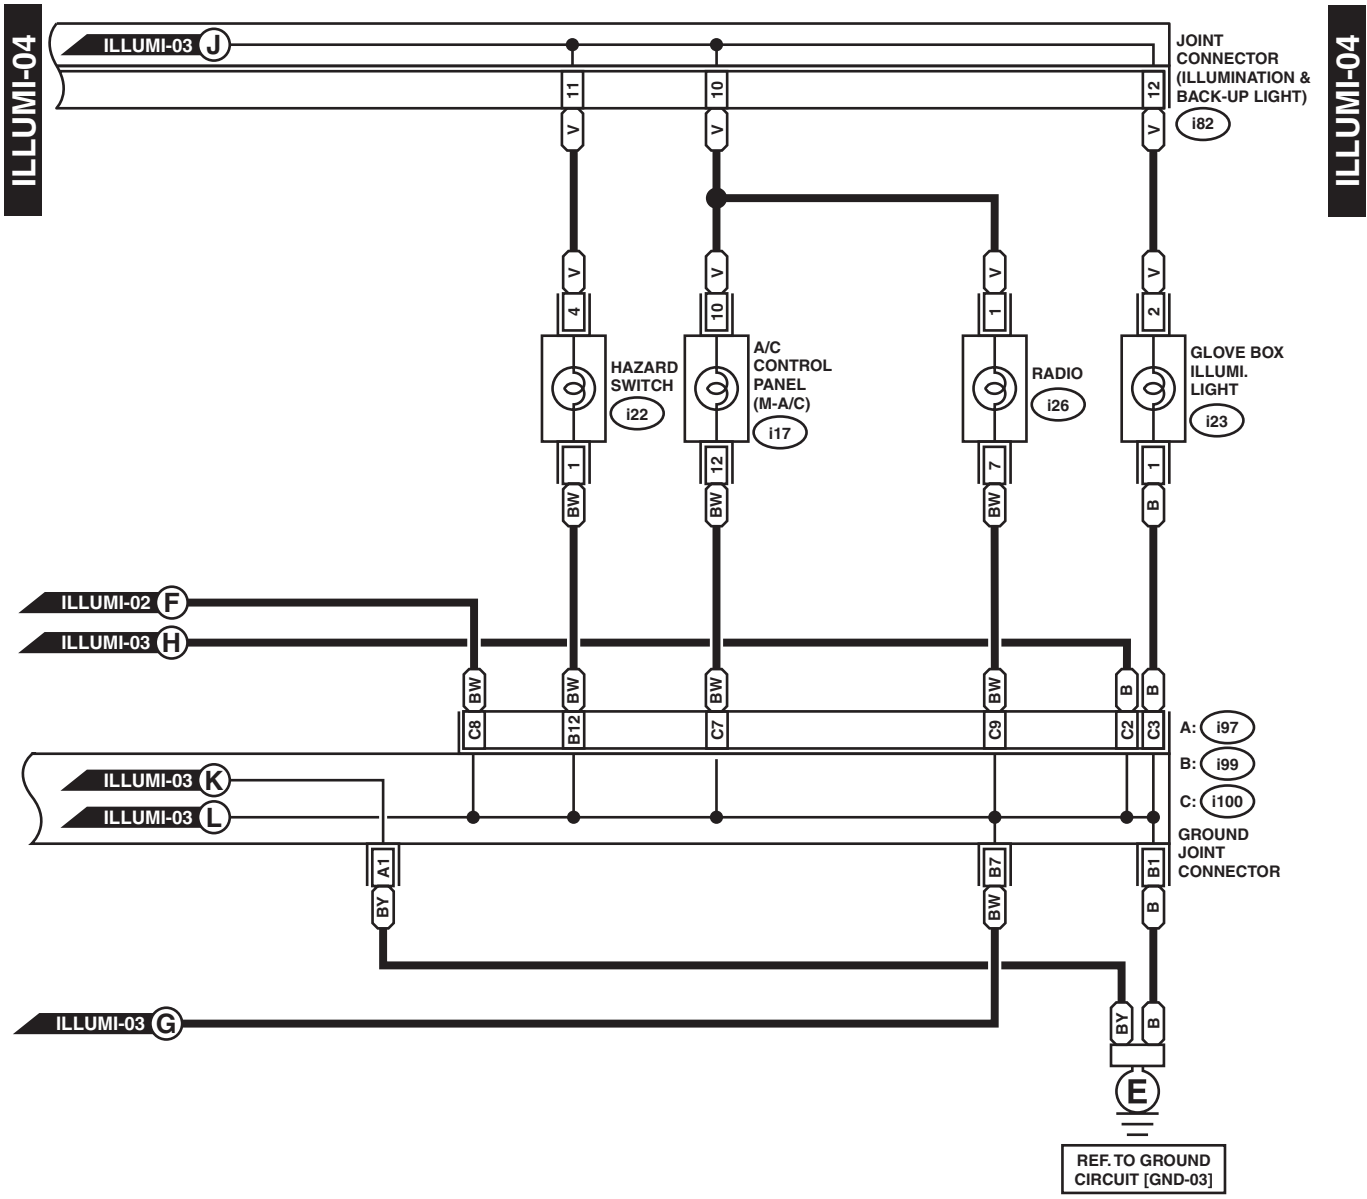 ILLUMI-04
ILLUMI-04
ILLUMI-03 J
JOINT
CONNECTOR
(ILLUMINATION &
BACK-UP LIGHT)
i82
11
10
12
V
V
V
V
V
V
V
4
10
1
2
HAZARD
SWITCH
i22
A/C
CONTROL
PANEL
(M-A/C)
i17
RADIO
i26
GLOVE BOX
ILLUMI.
LIGHT
i23
1
12
7
1
BW
BW
BW
B
ILLUMI-02 F
ILLUMI-03 H
BW
BW
BW
BW
B
B
C8
B12
C7
C9
C2
C3
A: i97
B: i99
C: i100
GROUND
JOINT
CONNECTOR
ILLUMI-03 K
ILLUMI-03 L
A1
B7
B1
BY
BW
B
ILLUMI-03 G
BY
B
E
REF. TO GROUND
CIRCUIT [GND-03]